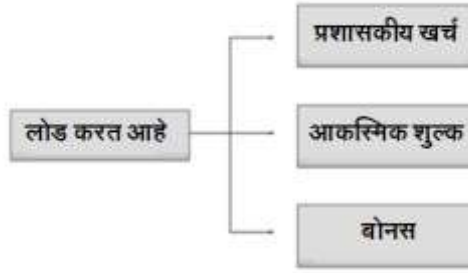 प्रशासकीय खर्च
लोड करत आहे
आकस्मिक शुल्क
बोनस